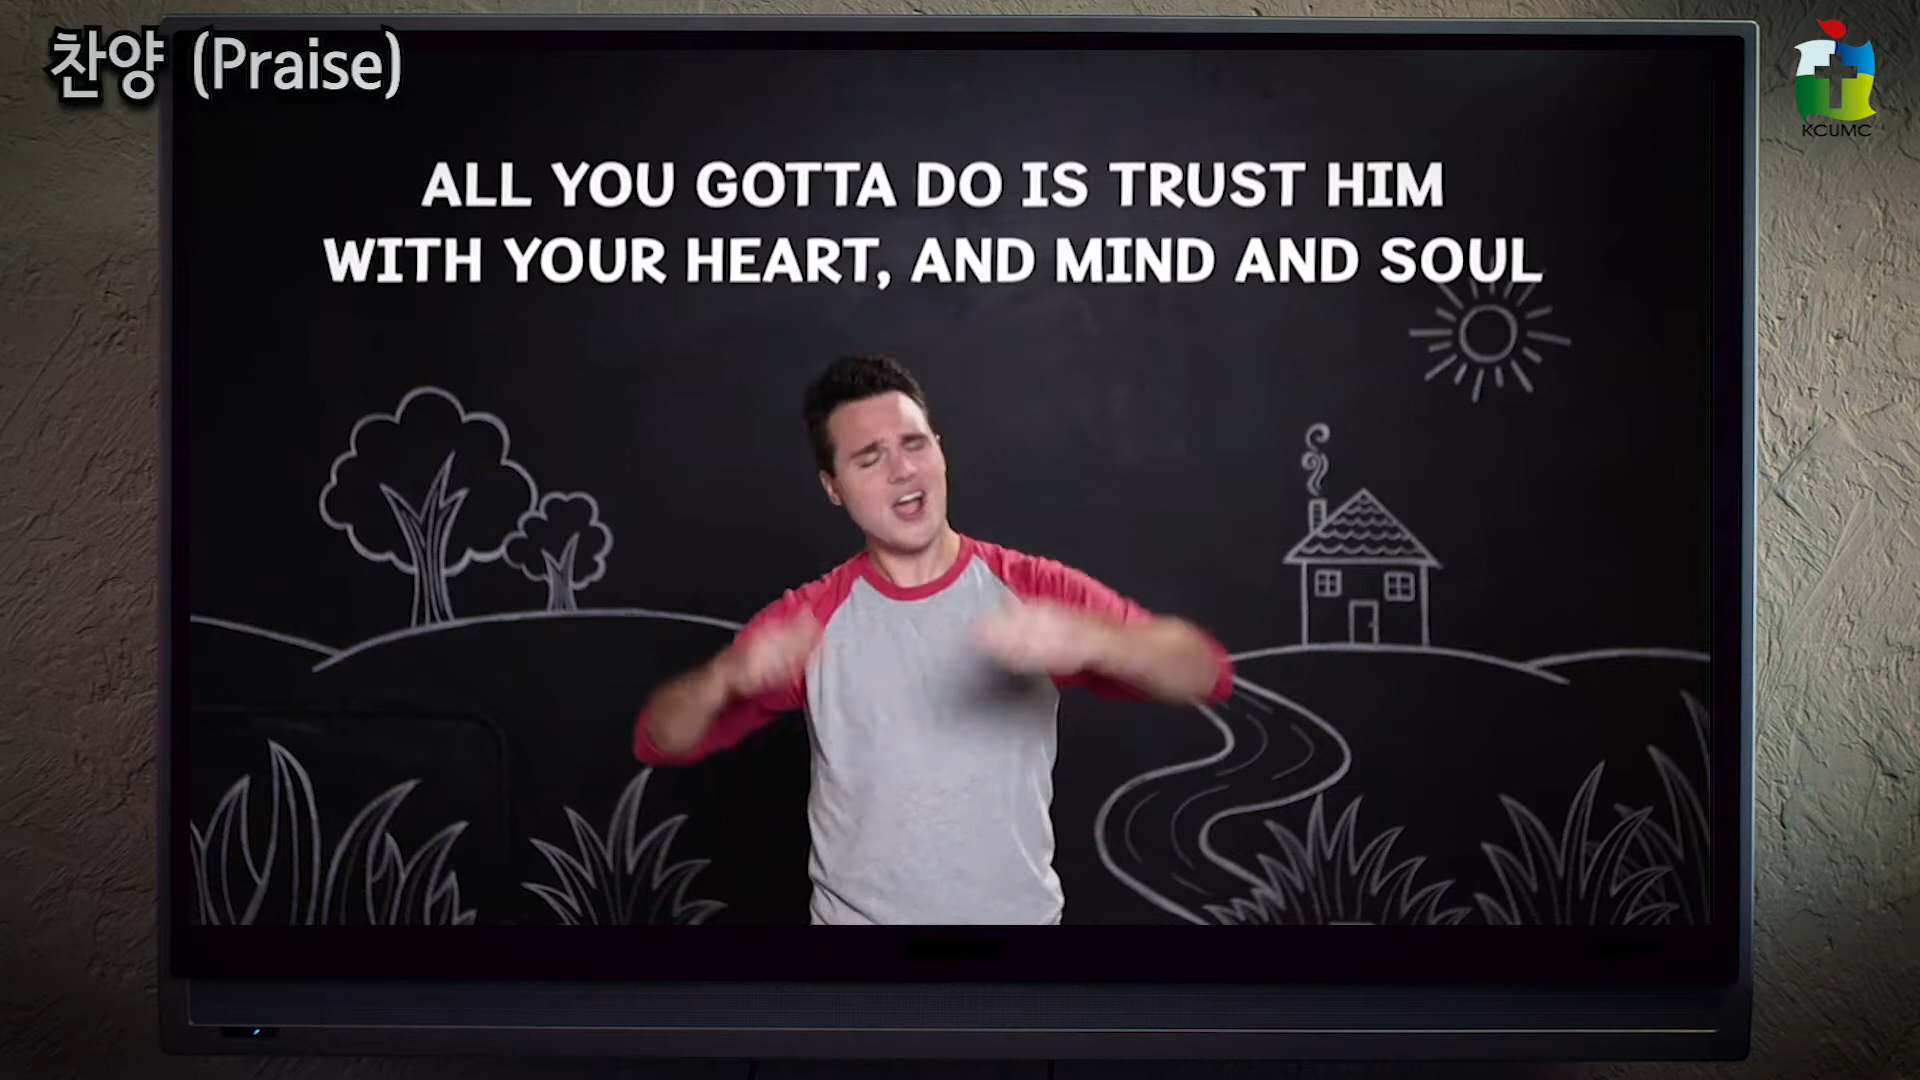 찬양 (Praise)
KCUMC
ALL YOU GOTTA DO IS TRUST HIM
WITH YOUR HEART, AND MIND AND SOUL